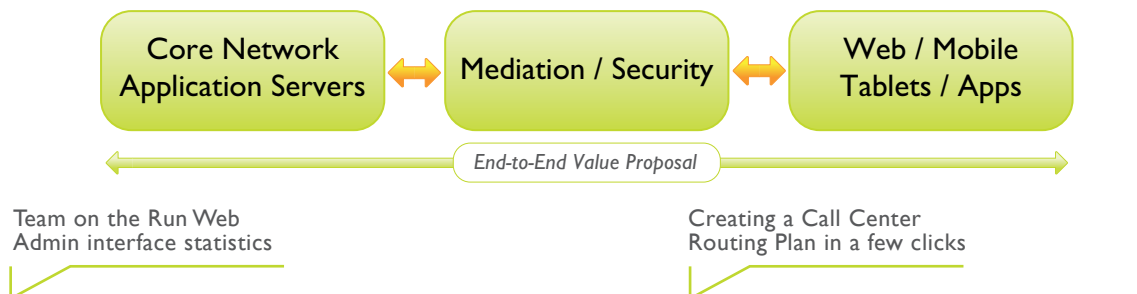 Core Network
Application Servers
Mediation / Security
Web / Mobile
Tablets / Apps
End-to-End Value Proposal
Team on the Run Web
Admin interface statistics
Creating a Call Center
Routing Plan in a few clicks